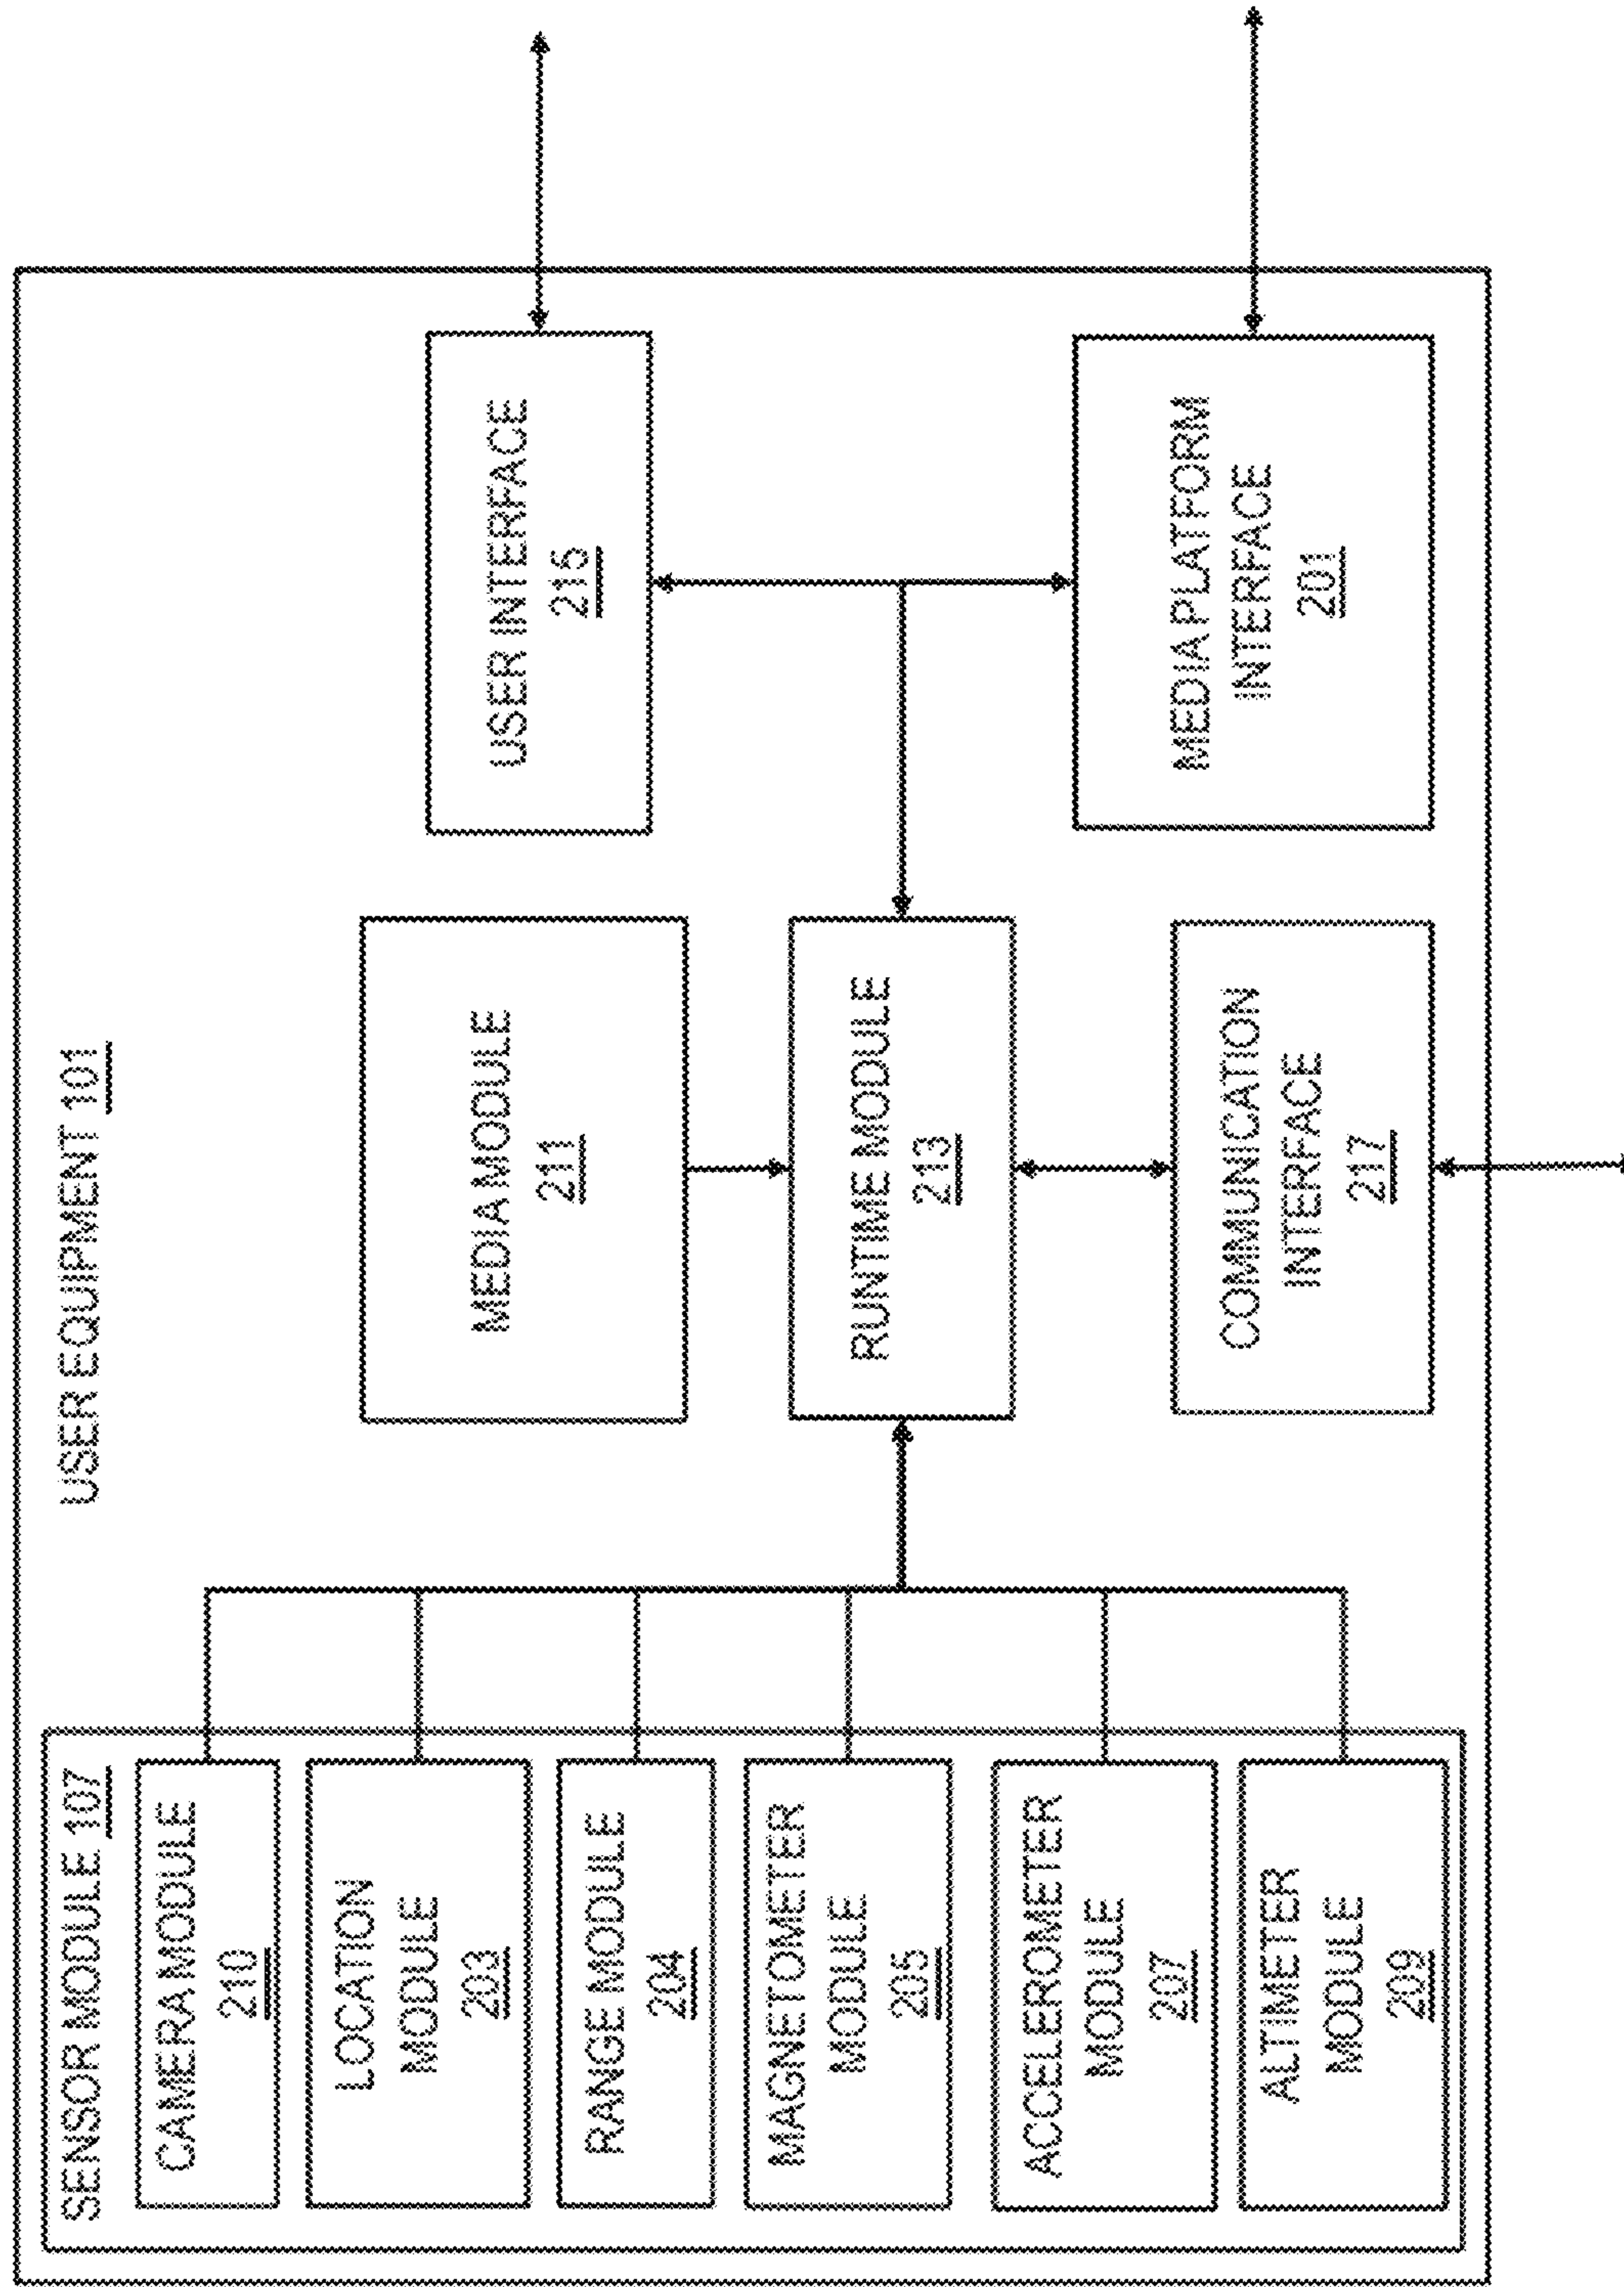 USER EQUIPMENT 101
SENSOR MODULE 107
CAMERA MODULE
210
LOCATION
MODULE
203
RANGE MODULE
204
MAGNETOMETER
MODULE
205
ACCELEROMETER
MODULE
207
ALTIMETER
MODULE
209
MEDIA MODULE
211
RUNTIME MODULE
213
COMMUNICATION
INTERFACE
217
USER INTERFACE
215
MEDIA PLATFORM
INTERFACE
201